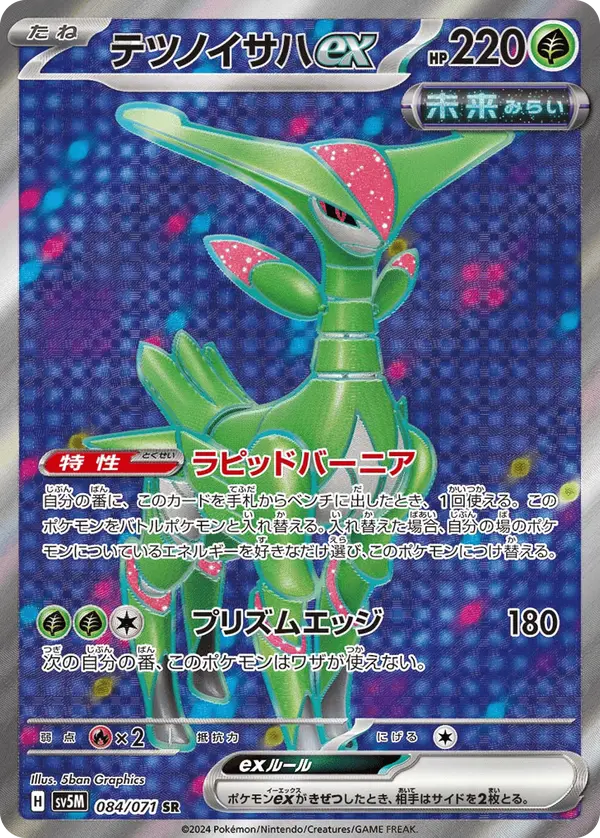 たね
テツノイサハex
HP220
未来みらい
特性 とくせい ラピッドバーニア
自分の番に、このカードを手札からベンチに出したとき、1回使える。この
ポケモンをバトルポケモンと入れ替える。入れ替えた場合、自分の場のポケ
モンについているエネルギーを好きなだけ選び、このポケモンにつけ替える。
プリズムエッジ 180
次の自分の番、このポケモンはワザが使えない。
弱点 ×2 抵抗力 にげる
exルール
ポケモンexがきぜつしたとき、相手はサイドを2枚とる。
Illus. 5ban Graphics
H sv5M 084/071 SR
©2024 Pokémon/Nintendo/Creatures/GAME FREAK.